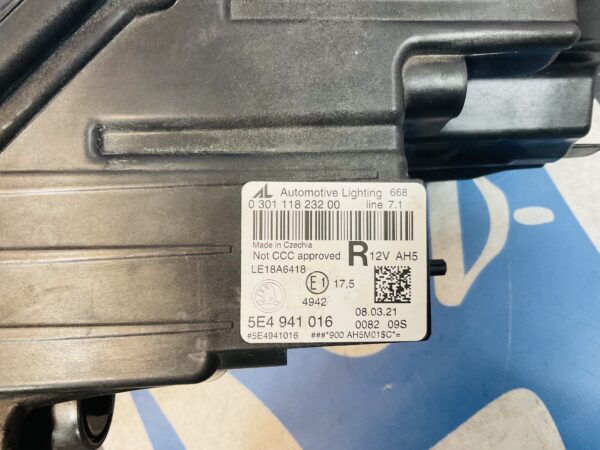 AL Automotive Lighting 668
0 301 118 232 00 line 7.1
Made in Czechia
Not CCC approved R 12V AH5
LE18A6418
E1 17,5
4942
08.03.21
5E4 941 016 0082 09S
#5E4941016 ###*900 AH5M01$C*=